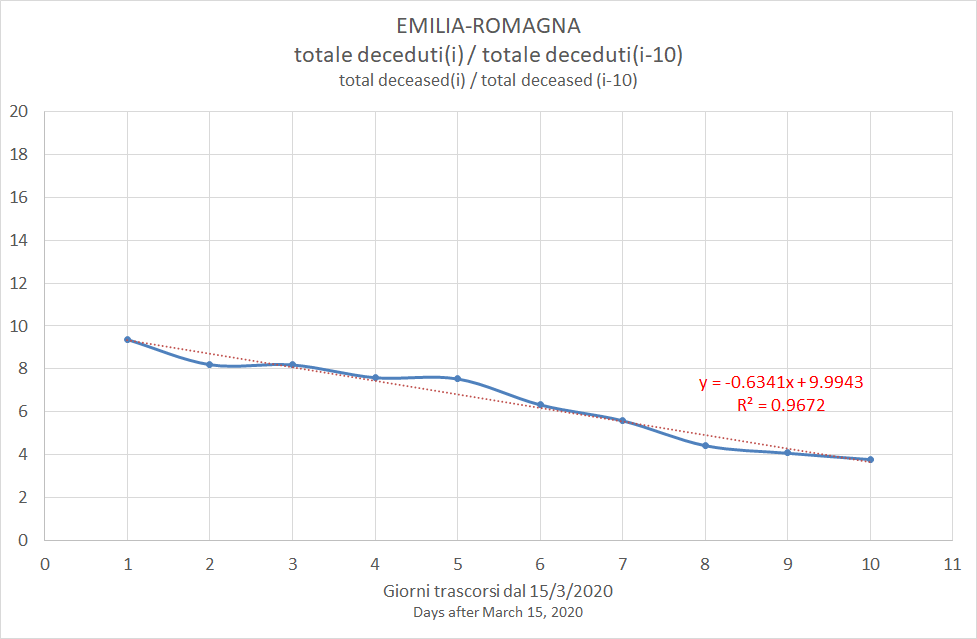 EMILIA-ROMAGNA
totale deceduti(i) / totale deceduti(i-10)
total deceased(i) / total deceased (i-10)
20
18
16
14
12
10
8
6
4
2
0
y = -0.6341x + 9.9943
R² = 0.9672
0 1 2 3 4 5 6 7 8 9 10 11
Giorni trascorsi dal 15/3/2020
Days after March 15, 2020